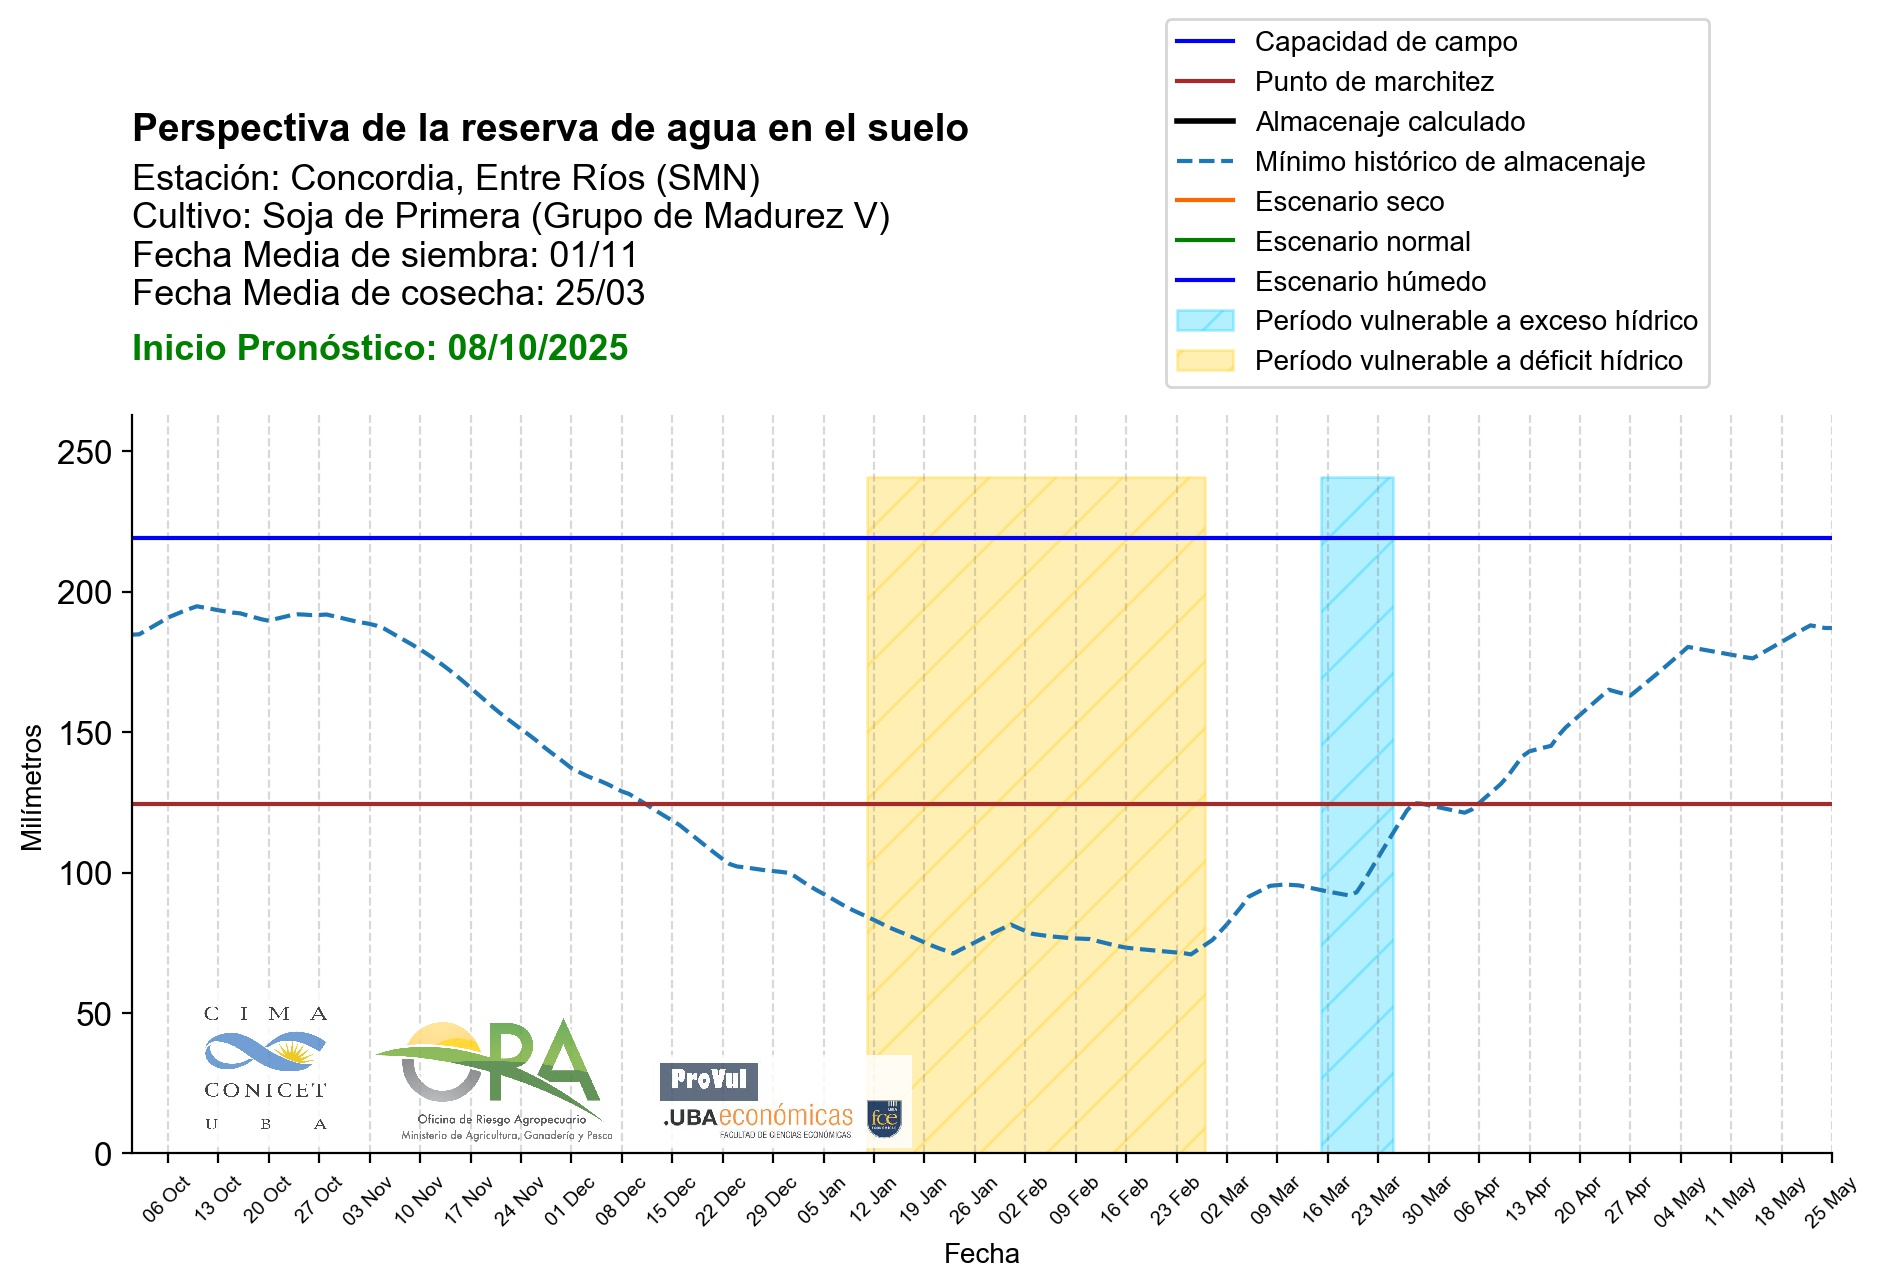 Capacidad de campo
Punto de marchitez
Almacenaje calculado
Mínimo histórico de almacenaje
Escenario seco
Escenario normal
Escenario húmedo
Período vulnerable a exceso hídrico
Período vulnerable a déficit hídrico
Perspectiva de la reserva de agua en el suelo
Estación: Concordia, Entre Ríos (SMN)
Cultivo: Soja de Primera (Grupo de Madurez V)
Fecha Media de siembra: 01/11
Fecha Media de cosecha: 25/03
Inicio Pronóstico: 08/10/2025
250
200
150
100
50
0
Milímetros
CIMA
CONICET
UBA
ORA
Oficina de Riesgo Agropecuario
Ministerio de Agricultura, Ganadería y Pesca
ProVul
.UBAeconómicas
FACULTAD DE CIENCIAS ECONÓMICAS
fce
06 Oct
13 Oct
20 Oct
27 Oct
03 Nov
10 Nov
17 Nov
24 Nov
01 Dec
08 Dec
15 Dec
22 Dec
29 Dec
05 Jan
12 Jan
19 Jan
26 Jan
02 Feb
09 Feb
16 Feb
23 Feb
02 Mar
09 Mar
16 Mar
23 Mar
30 Mar
06 Apr
13 Apr
20 Apr
27 Apr
04 May
11 May
18 May
25 May
Fecha